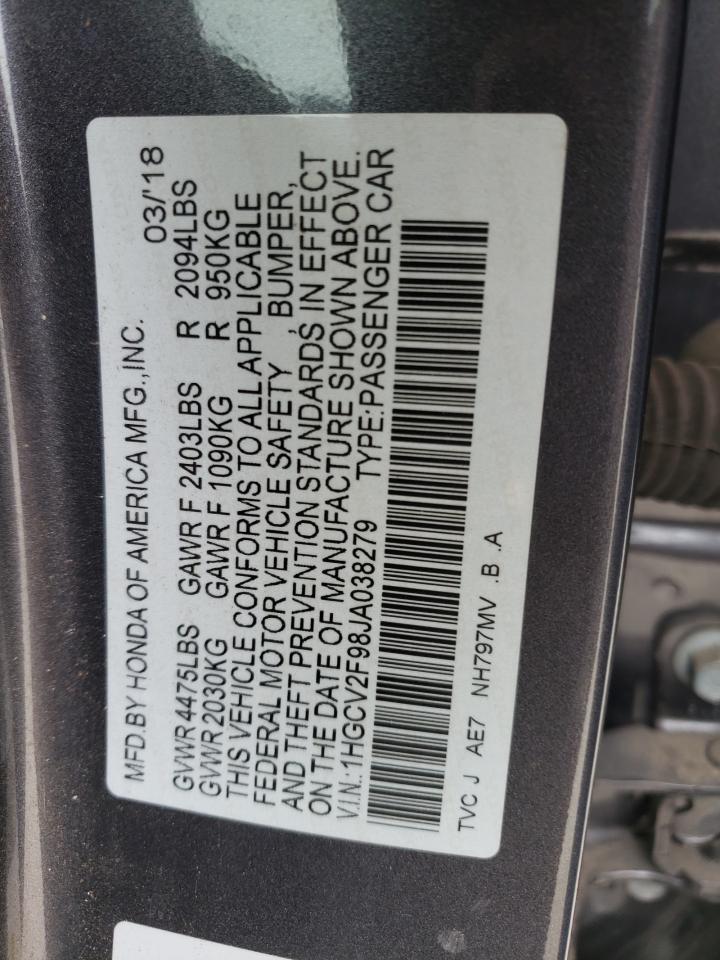 MFD.BY HONDA OF AMERICA MFG.,INC. 03/'18
GVWR 4475LBS GAWR F 2403LBS R 2094LBS
GVWR 2030KG GAWR F 1090KG R 950KG
THIS VEHICLE CONFORMS TO ALL APPLICABLE
FEDERAL MOTOR VEHICLE SAFETY , BUMPER,
AND THEFT PREVENTION STANDARDS IN EFFECT
ON THE DATE OF MANUFACTURE SHOWN ABOVE.
V.I.N.:1HGCV2F98JA038279 TYPE:PASSENGER CAR
TVC J AE7 NH797MV .B .A